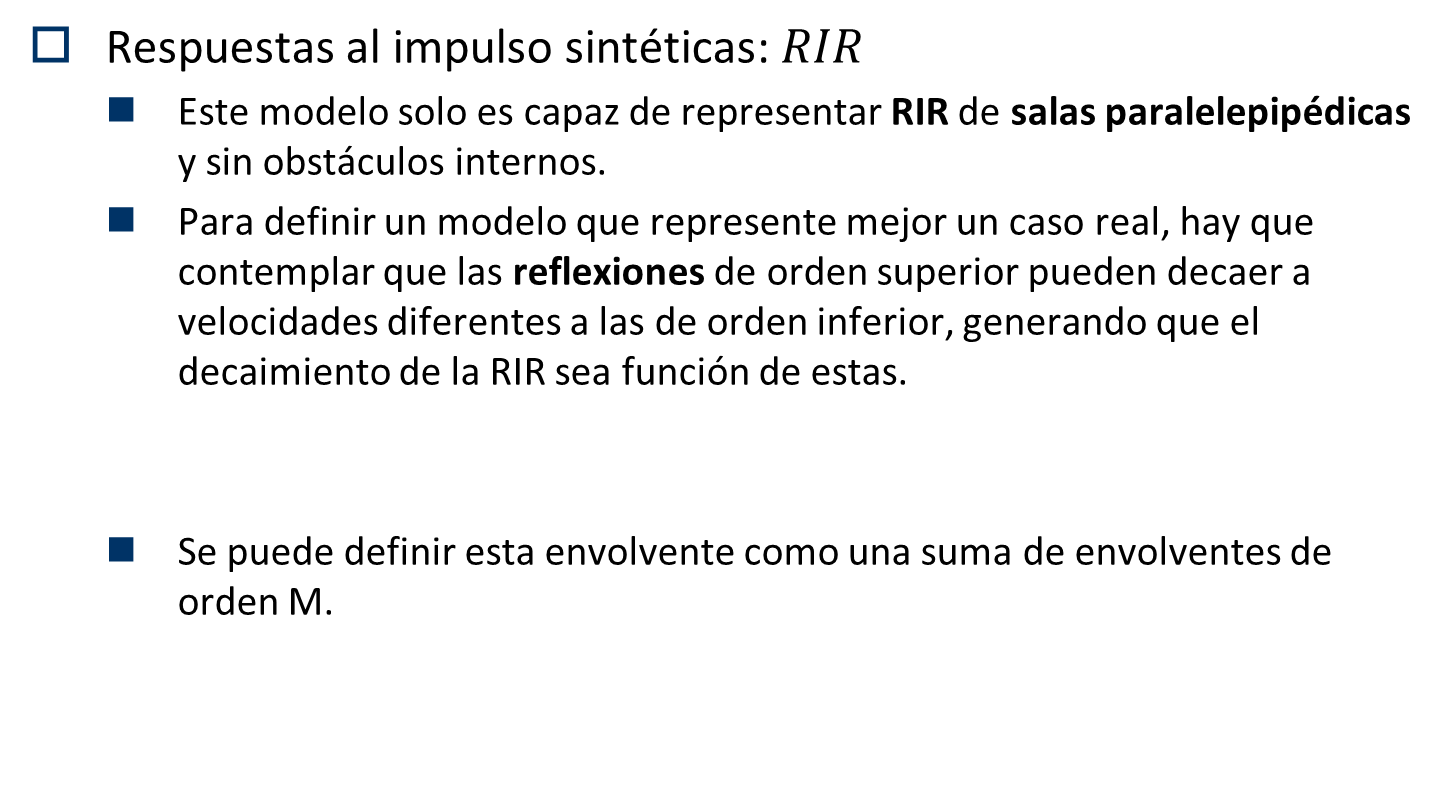 Respuestas al impulso sintéticas: RIR
Este modelo solo es capaz de representar RIR de salas paralelepipédicas
y sin obstáculos internos.
Para definir un modelo que represente mejor un caso real, hay que
contemplar que las reflexiones de orden superior pueden decaer a
velocidades diferentes a las de orden inferior, generando que el
decaimiento de la RIR sea función de estas.
Se puede definir esta envolvente como una suma de envolventes de
orden M.